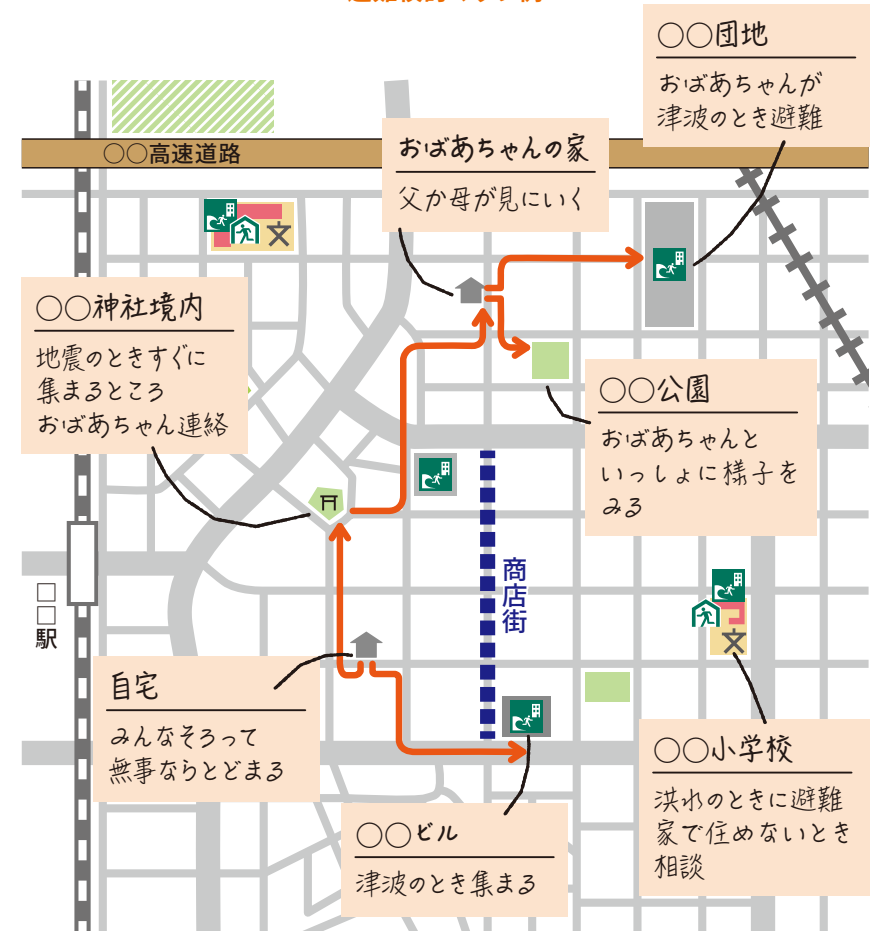 ○○団地
おばあちゃんが
津波のとき避難
○○高速道路
おばあちゃんの家
父か母が見にいく
文
○○神社境内
地震のときすぐに
集まるところ
おばあちゃん連絡
○○公園
おばあちゃんと
いっしょに様子を
みる
商店街
□□駅
文
自宅
みんなそろって
無事ならとどまる
○○小学校
洪水のときに避難
家で住めないとき
相談
○○ビル
津波のとき集まる